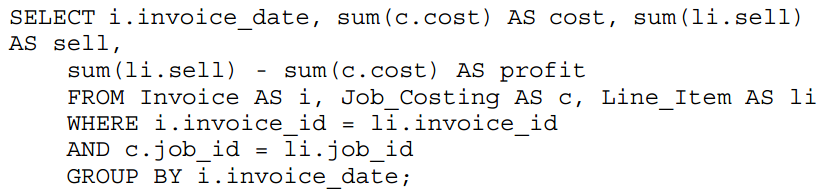 SELECT i.invoice_date, sum(c.cost) AS cost, sum(li.sell)
AS sell,
sum(li.sell) - sum(c.cost) AS profit
FROM Invoice AS i, Job_Costing AS c, Line_Item AS li
WHERE i.invoice_id = li.invoice_id
AND c.job_id = li.job_id
GROUP BY i.invoice_date;